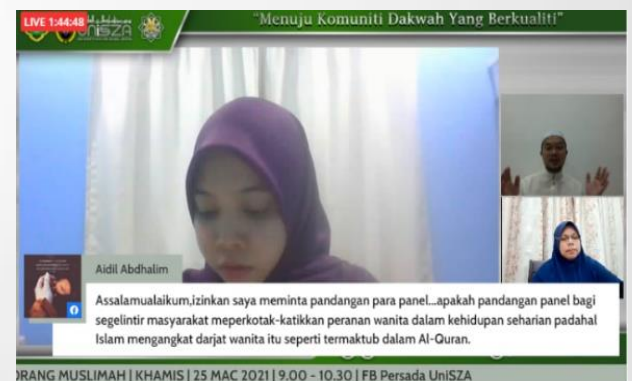 LIVE 1:44:48
UniSZA
"Menuju Komuniti Dakwah Yang Berkualiti"
Aidil Abdhalim
Assalamualaikum,izinkan saya meminta pandangan para panel...apakah pandangan panel bagi
segelintir masyarakat meperkotak-katikkan peranan wanita dalam kehidupan seharian padahal
Islam mengangkat darjat wanita itu seperti termaktub dalam Al-Quran.
ORANG MUSLIMAH | KHAMIS | 25 MAC 2021 | 9.00 - 10.30 | FB Persada UniSZA